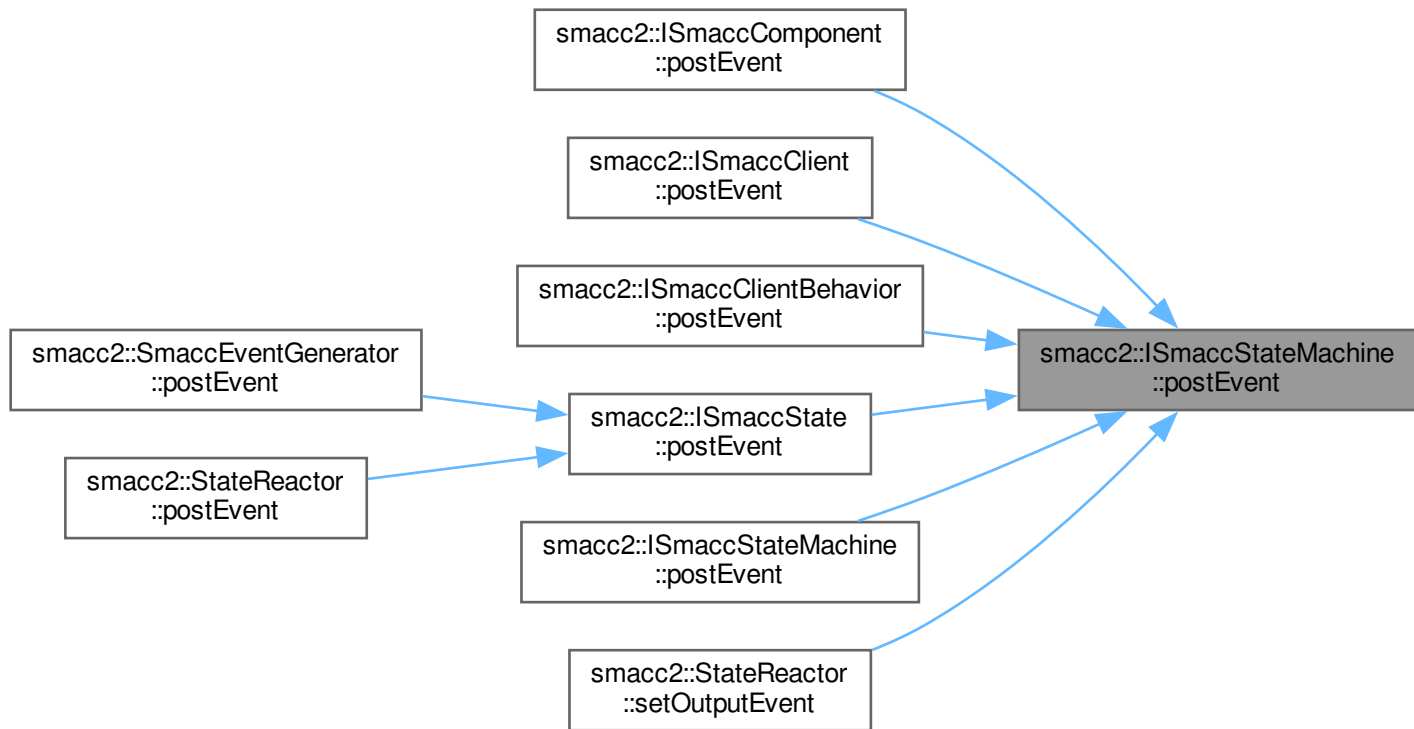 smacc2::ISmaccComponent
::postEvent
smacc2::ISmaccClient
::postEvent
smacc2::ISmaccClientBehavior
::postEvent
smacc2::SmaccEventGenerator
::postEvent
smacc2::ISmaccStateMachine
::postEvent
smacc2::ISmaccState
::postEvent
smacc2::StateReactor
::postEvent
smacc2::ISmaccStateMachine
::postEvent
smacc2::StateReactor
::setOutputEvent